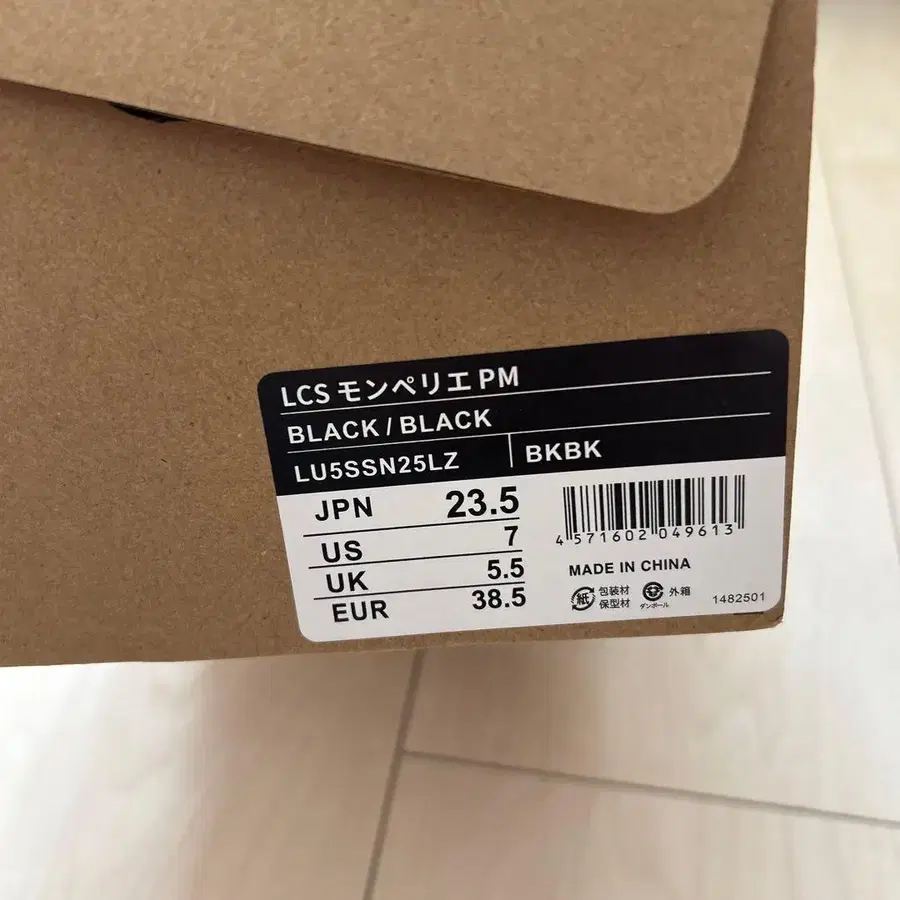 LCS モンペリエ PM
BLACK / BLACK
LU5SSN25LZ BKBK
JPN 23.5
US 7
UK 5.5
EUR 38.5
4 571602 049613
MADE IN CHINA
紙 包装材 保型材
ダンボール 外箱
1482501